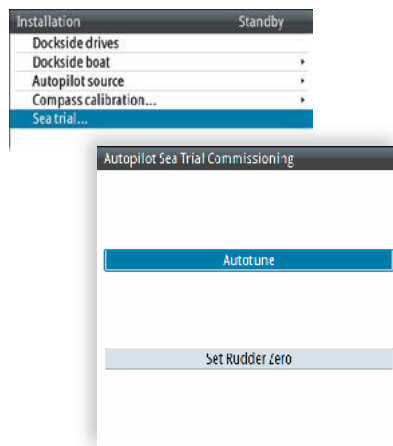 Installation Standby
Dockside drives
Dockside boat
Autopilot source
Compass calibration...
Sea trial...
Autopilot Sea Trial Commissioning
Autotune
Set Rudder Zero